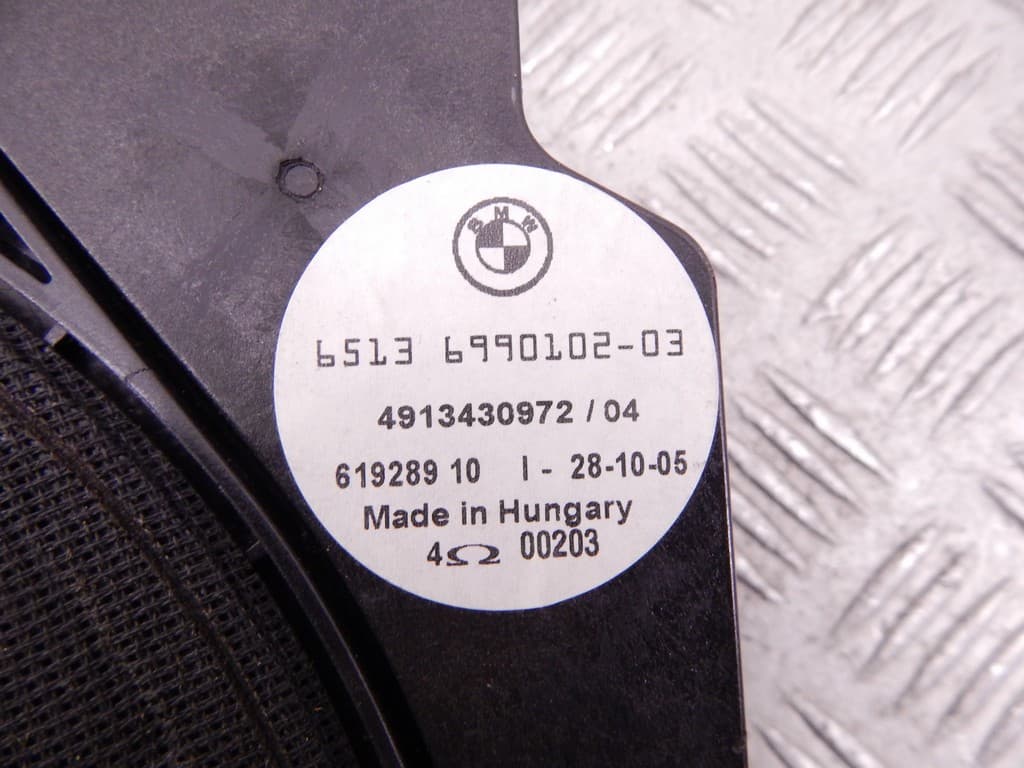 BMW
6513 6990102-03
4913430972 / 04
619289 10 I - 28-10-05
Made in Hungary
4Ω 00203